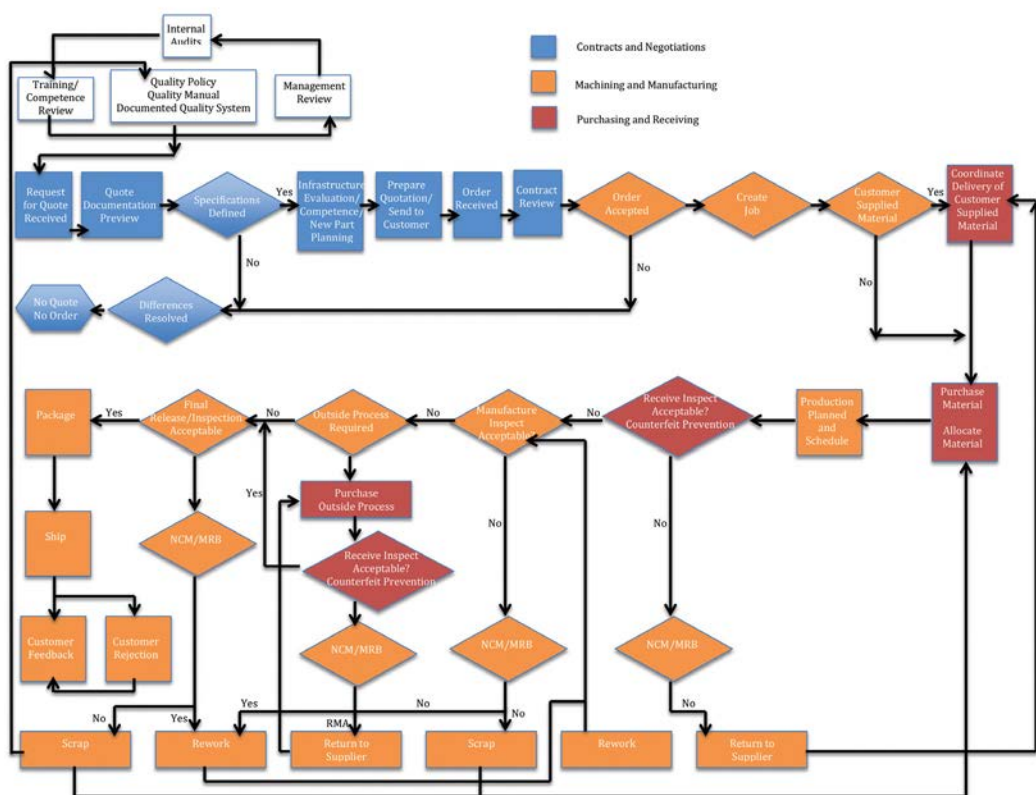 Internal
Audits
Training/
Competence
Review
Quality Policy
Quality Manual
Documented Quality System
Management
Review
Contracts and Negotiations
Machining and Manufacturing
Purchasing and Receiving
Request
for Quote
Received
Quote
Documentation
Preview
Specifications
Defined
Yes
Infrastructure
Evaluation/
Competence/
New Part
Planning
Prepare
Quotation/
Send to
Customer
Order
Received
Contract
Review
Order
Accepted
Create
Job
Customer
Supplied
Material
Yes
Coordinate
Delivery of
Customer
Supplied
Material
No
No
No
No Quote
No Order
Differences
Resolved
Package
Yes
Final
Release/Inspection
Acceptable
No
Outside Process
Required
No
Manufacture
Inspect
Acceptable?
No
Receive Inspect
Acceptable?
Counterfeit Prevention
Production
Planned
and
Schedule
Purchase
Material
Allocate
Material
Yes
Purchase
Outside Process
No
No
Ship
NCM/MRB
Receive Inspect
Acceptable?
Counterfeit Prevention
Customer
Feedback
Customer
Rejection
NCM/MRB
NCM/MRB
NCM/MRB
No
Yes
Yes
RMA
No
No
No
Scrap
Rework
Return to
Supplier
Scrap
Rework
Return to
Supplier